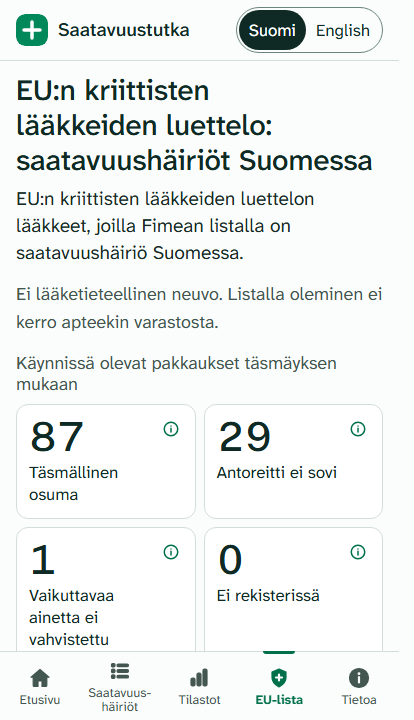 Saatavuustutka
Suomi
English
EU:n kriittisten
lääkkeiden luettelo:
saatavuushäiriöt Suomessa
EU:n kriittisten lääkkeiden luettelon
lääkkeet, joilla Fimean listalla on
saatavuushäiriö Suomessa.
Ei lääketieteellinen neuvo. Listalla oleminen ei
kerro apteekin varastosta.
Käynnissä olevat pakkaukset täsmäyksen
mukaan
87
Täsmällinen
osuma
29
Antoreitti ei sovi
1
Vaikuttavaa
ainetta ei
vahvistettu
0
Ei rekisterissä
Etusivu
Saatavuus-
häiriöt
Tilastot
EU-lista
Tietoa